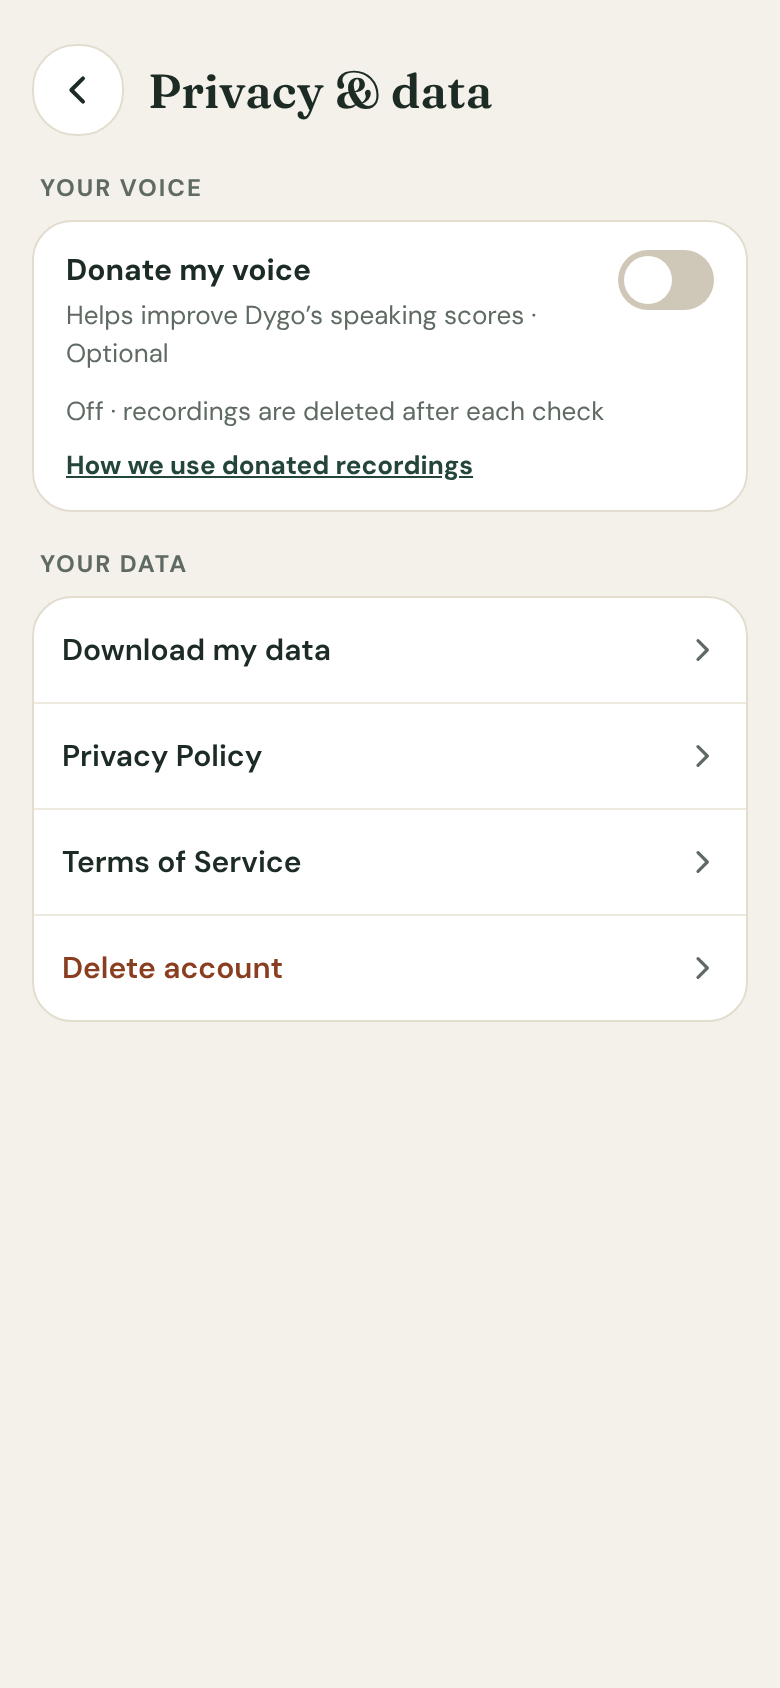 Privacy & data
YOUR VOICE
Donate my voice
Helps improve Dygo’s speaking scores ·
Optional
Off · recordings are deleted after each check
How we use donated recordings
YOUR DATA
Download my data
Privacy Policy
Terms of Service
Delete account